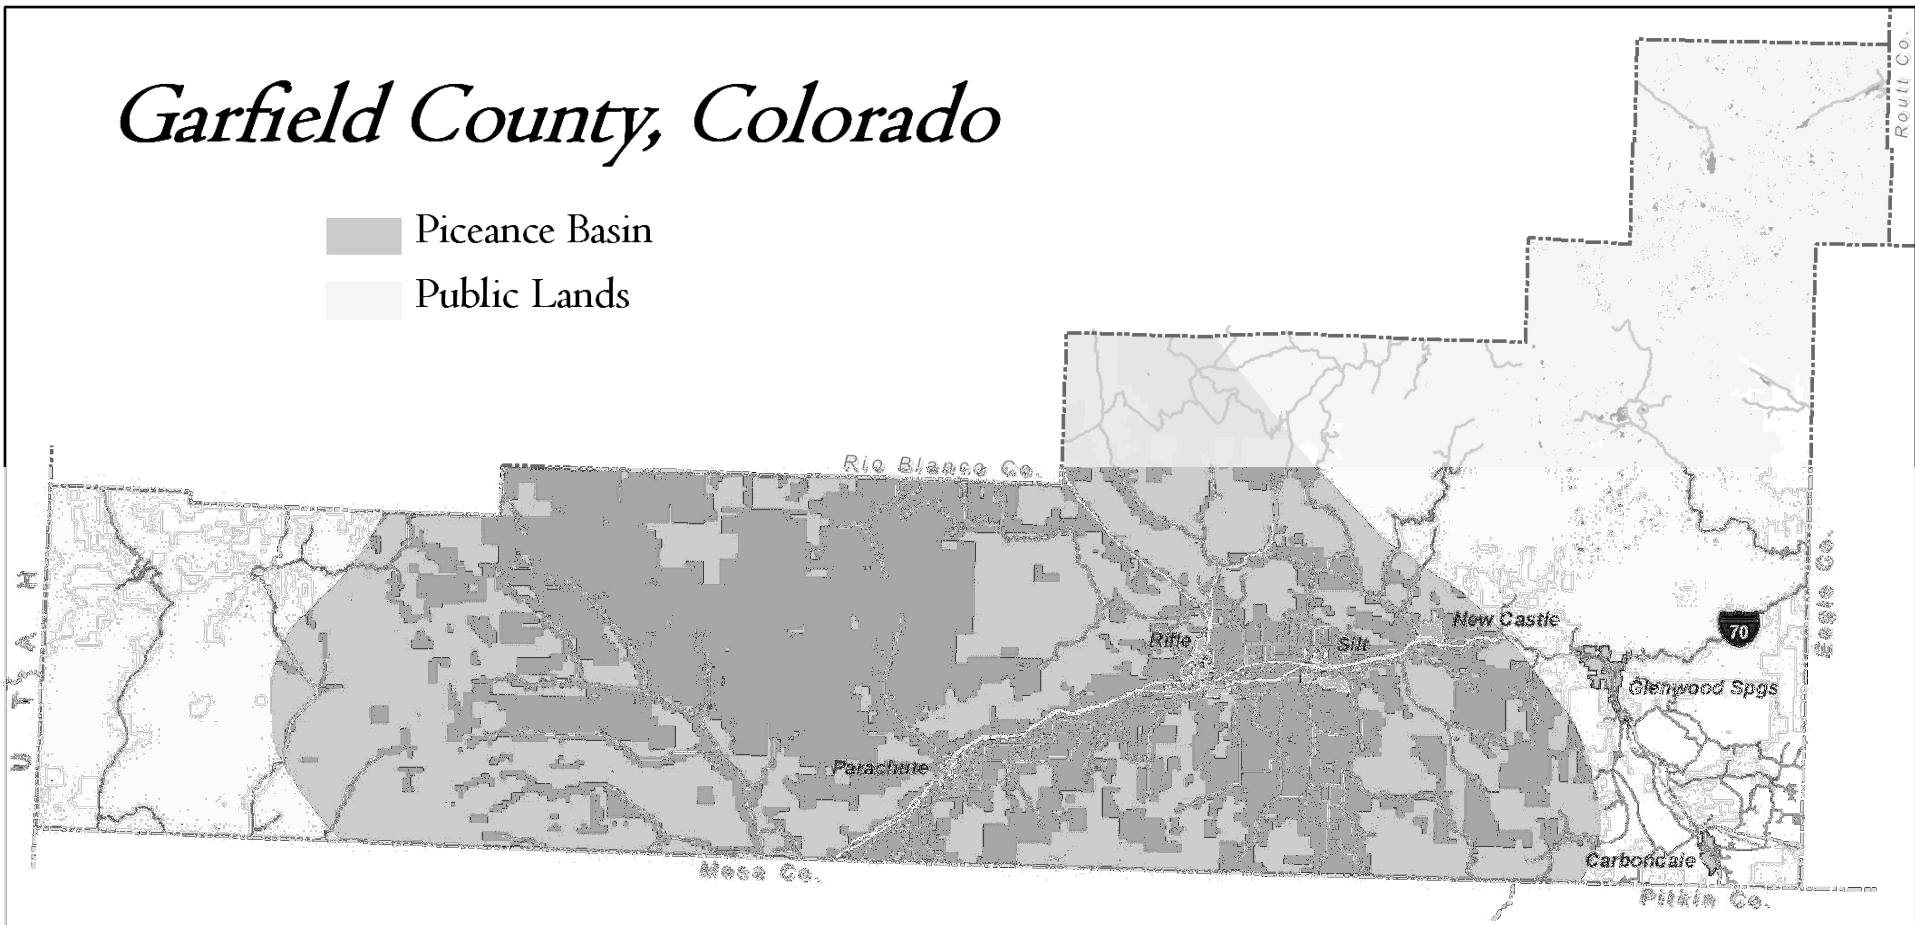 Garfield County, Colorado
Piceance Basin
Public Lands
Routt Co.
Rio Blanco Co.
UTAH
Eagle Co.
New Castle
70
Rifle
Silt
Glenwood Spgs
Parachute
Carbondale
Mesa Co.
Pitkin Co.